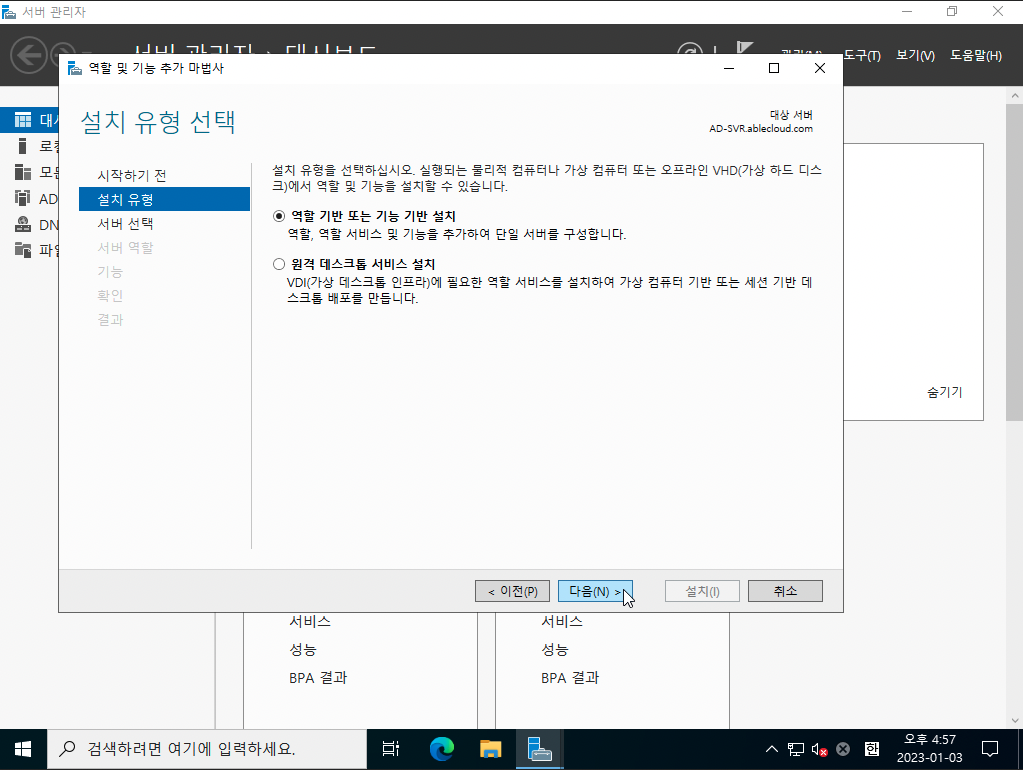 서버 관리자
서버 관리자 · 대시보드
관리(M)
도구(T)
보기(V)
도움말(H)
역할 및 기능 추가 마법사
설치 유형 선택
대상 서버
AD-SVR.ablecloud.com
시작하기 전
설치 유형
서버 선택
서버 역할
기능
확인
결과
설치 유형을 선택하십시오. 실행되는 물리적 컴퓨터나 가상 컴퓨터 또는 오프라인 VHD(가상 하드 디스
크)에서 역할 및 기능을 설치할 수 있습니다.
역할 기반 또는 기능 기반 설치
역할, 역할 서비스 및 기능을 추가하여 단일 서버를 구성합니다.
원격 데스크톱 서비스 설치
VDI(가상 데스크톱 인프라)에 필요한 역할 서비스를 설치하여 가상 컴퓨터 기반 또는 세션 기반 데
스크톱 배포를 만듭니다.
AD
DN
숨기기
< 이전(P)
다음(N) >
설치(I)
취소
서비스
성능
BPA 결과
서비스
성능
BPA 결과
검색하려면 여기에 입력하세요.
한
오후 4:57
2023-01-03